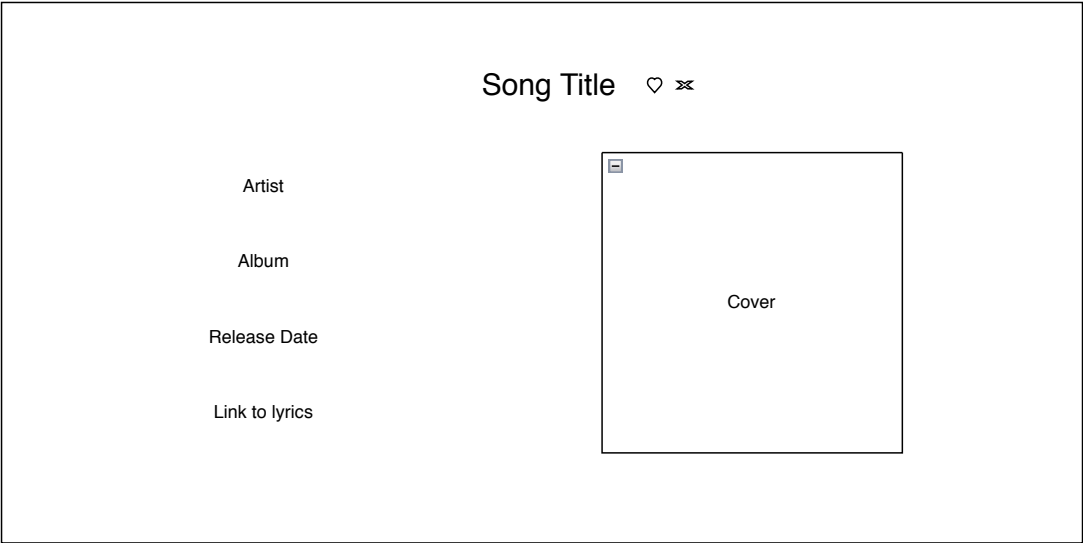 Song Title
Artist
Album
Release Date
Link to lyrics
Cover